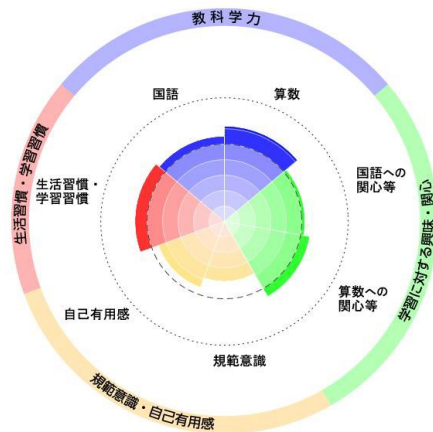 教科学力
国語
算数
生活習慣・学習習慣
生活習慣・
学習習慣
国語への
関心等
学習に対する興味・関心
算数への
関心等
自己有用感
規範意識
規範意識・自己有用感